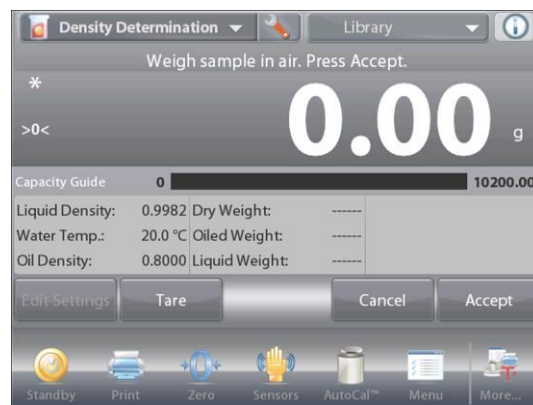 Density Determination
Library
Weigh sample in air. Press Accept.
*
>0<
0.00 g
Capacity Guide 0 10200.00
Liquid Density: 0.9982 Dry Weight: ------
Water Temp.: 20.0 °C Oiled Weight: ------
Oil Density: 0.8000 Liquid Weight: ------
Edit Settings Tare Cancel Accept
Standby Print Zero Sensors AutoCal™ Menu More...